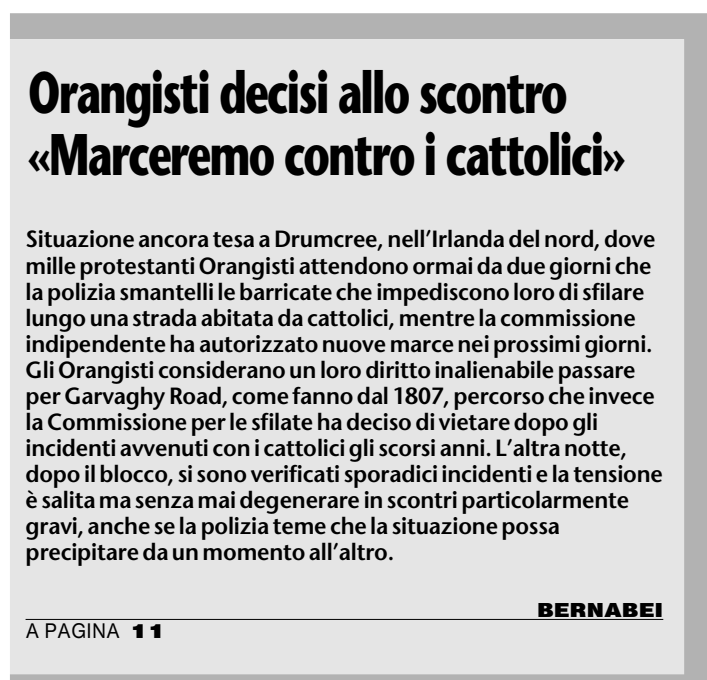 Orangisti decisi allo scontro
«Marceremo contro i cattolici»
Situazione ancora tesa a Drumcree, nell'Irlanda del nord, dove
mille protestanti Orangisti attendono ormai da due giorni che
la polizia smantelli le barricate che impediscono loro di sfilare
lungo una strada abitata da cattolici, mentre la commissione
indipendente ha autorizzato nuove marce nei prossimi giorni.
Gli Orangisti considerano un loro diritto inalienabile passare
per Garvaghy Road, come fanno dal 1807, percorso che invece
la Commissione per le sfilate ha deciso di vietare dopo gli
incidenti avvenuti con i cattolici gli scorsi anni. L'altra notte,
dopo il blocco, si sono verificati sporadici incidenti e la tensione
è salita ma senza mai degenerare in scontri particolarmente
gravi, anche se la polizia teme che la situazione possa
precipitare da un momento all'altro.
BERNABEI
A PAGINA 11